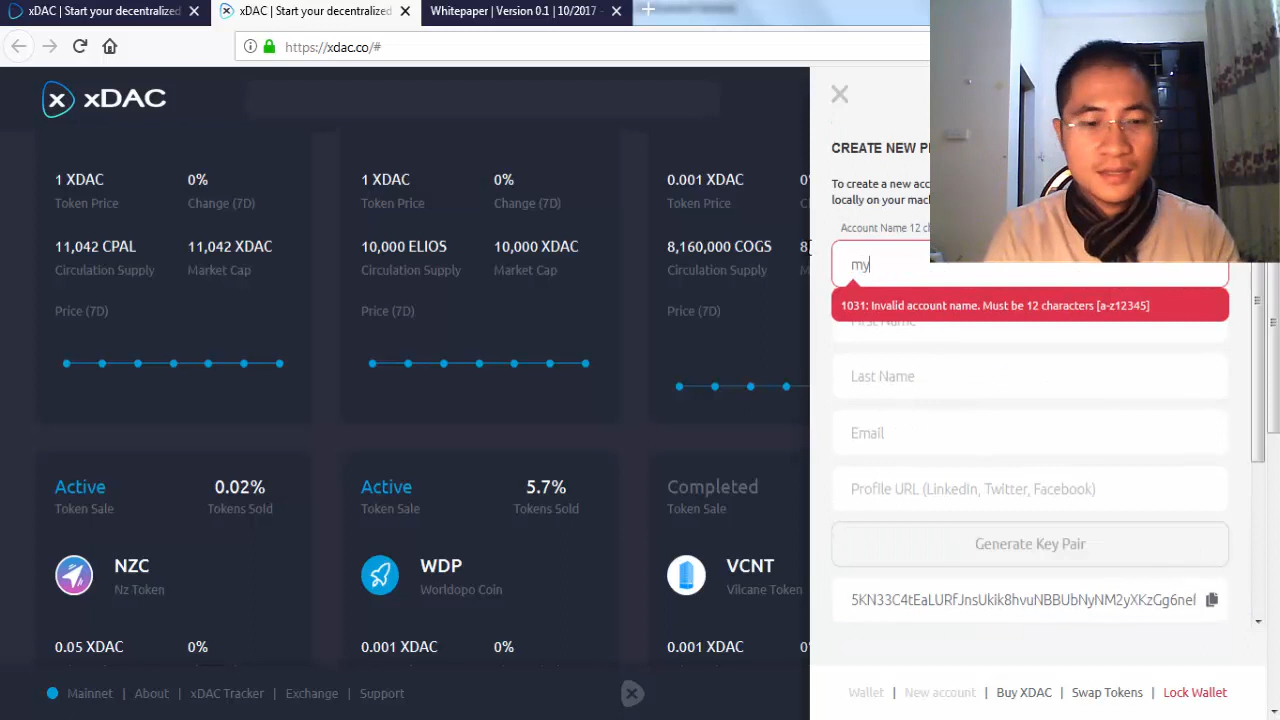 xDAC | Start your decentralized
xDAC | Start your decentralized
Whitepaper | Version 0.1 | 10/2017 -
https://xdac.co/#
xDAC
1 XDAC 0%
Token Price Change (7D)
11,042 CPAL 11,042 XDAC
Circulation Supply Market Cap
Price (7D)
1 XDAC 0%
Token Price Change (7D)
10,000 ELIOS 10,000 XDAC
Circulation Supply Market Cap
Price (7D)
0.001 XDAC
Token Price
8,160,000 COGS
Circulation Supply
Price (7D)
Active 0.02%
Token Sale Tokens Sold
NZC
Nz Token
0.05 XDAC 0%
Active 5.7%
Token Sale Tokens Sold
WDP
Worldopo Coin
0.001 XDAC 0%
Completed
Token Sale
VCNT
Vilcane Token
0.001 XDAC
Mainnet | About | xDAC Tracker | Exchange | Support
CREATE NEW
To create a new
locally on your
Account Name 12
my
1031: Invalid account name. Must be 12 characters [a-z12345]
First Name
Last Name
Email
Profile URL (LinkedIn, Twitter, Facebook)
Generate Key Pair
Wallet | New account | Buy XDAC | Swap Tokens | Lock Wallet